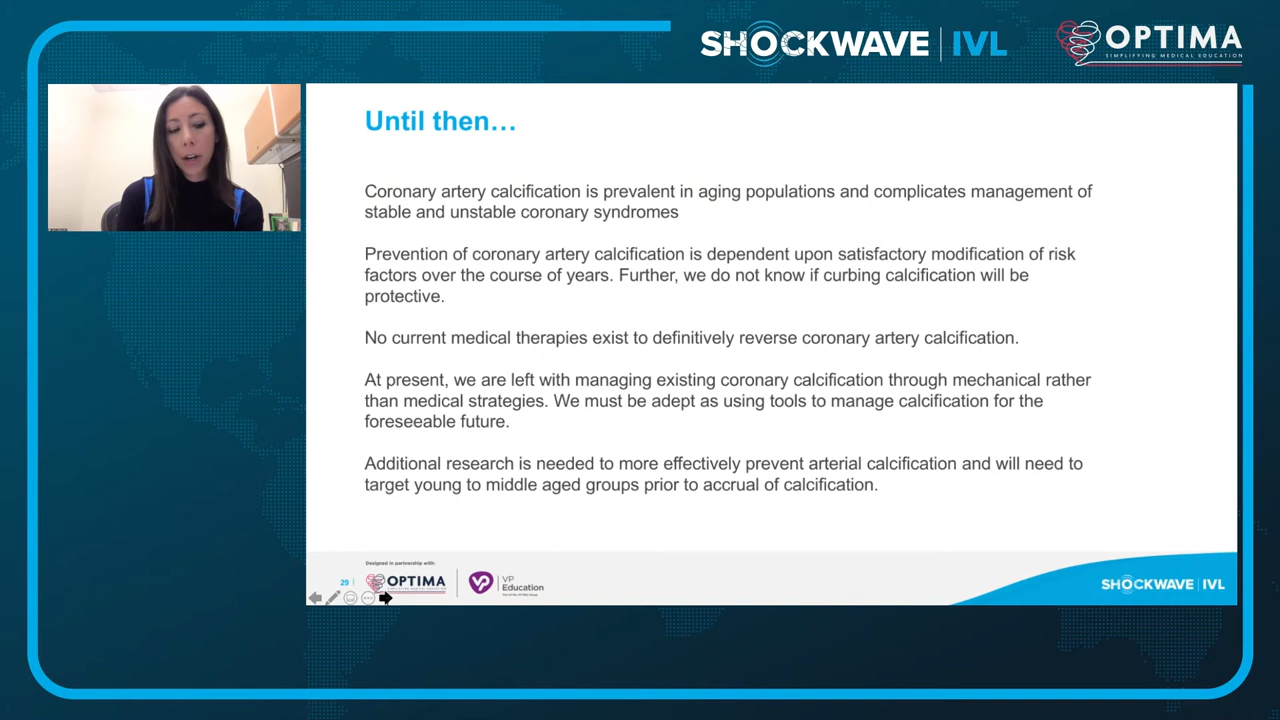 SHOCKWAVE | IVL
OPTIMA
SIMPLIFYING MEDICAL EDUCATION
Until then…
Coronary artery calcification is prevalent in aging populations and complicates management of
stable and unstable coronary syndromes
Prevention of coronary artery calcification is dependent upon satisfactory modification of risk
factors over the course of years. Further, we do not know if curbing calcification will be
protective.
No current medical therapies exist to definitively reverse coronary artery calcification.
At present, we are left with managing existing coronary calcification through mechanical rather
than medical strategies. We must be adept as using tools to manage calcification for the
foreseeable future.
Additional research is needed to more effectively prevent arterial calcification and will need to
target young to middle aged groups prior to accrual of calcification.
Designed in partnership with:
29 |
OPTIMA
VP
Education
SHOCKWAVE | IVL